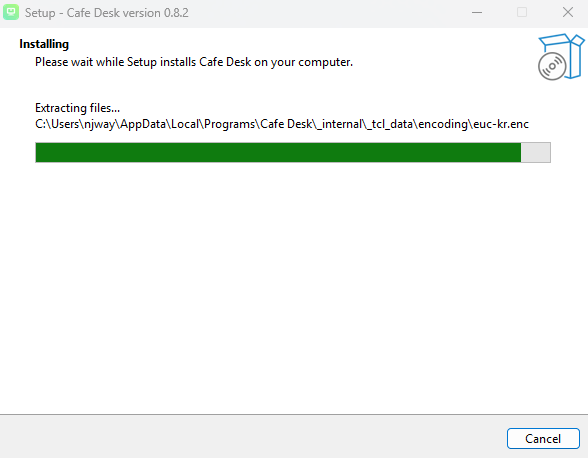 Setup - Cafe Desk version 0.8.2
Installing
Please wait while Setup installs Cafe Desk on your computer.
Extracting files...
C:\Users\njway\AppData\Local\Programs\Cafe Desk\_internal\_tcl_data\encoding\euc-kr.enc
Cancel